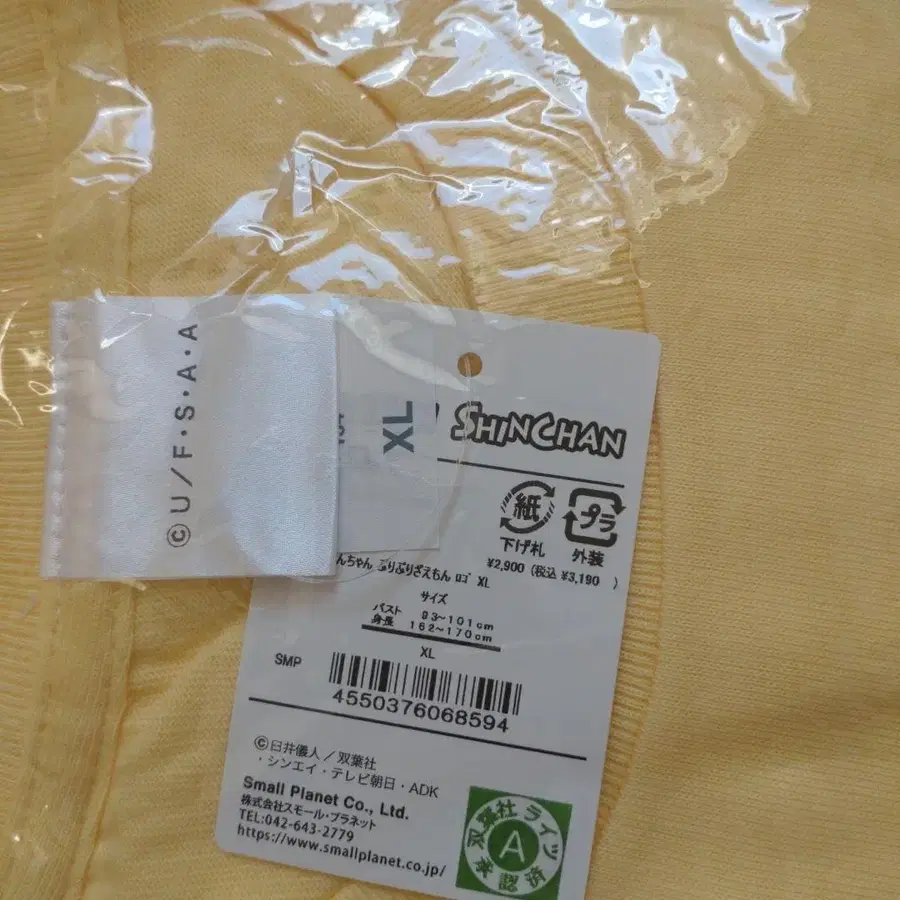 ©U/F・S・A・A
XL
SHINCHAN
紙
プラ
下げ札
外装
¥2,900（税込 ¥3,190 ）
んちゃん ぶりぶりざえもん ロゴ XL
サイズ
バスト 93~101cm
身長 162~170cm
XL
SMP
4550376068594
©臼井儀人／双葉社
・シンエイ・テレビ朝日・ADK
Small Planet Co., Ltd.
株式会社スモール・プラネット
TEL:042-643-2779
https://www.smallplanet.co.jp/
双葉社ライツ
A
承認済